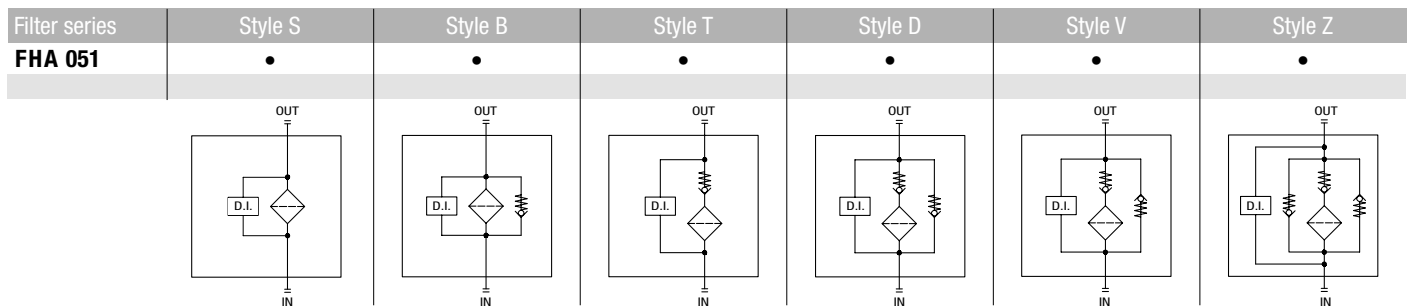 Filter series Style S Style B Style T Style D Style V Style Z
FHA 051 • • • • • •
OUT OUT OUT OUT OUT OUT
D.I. D.I. D.I. D.I. D.I. D.I.
IN IN IN IN IN IN